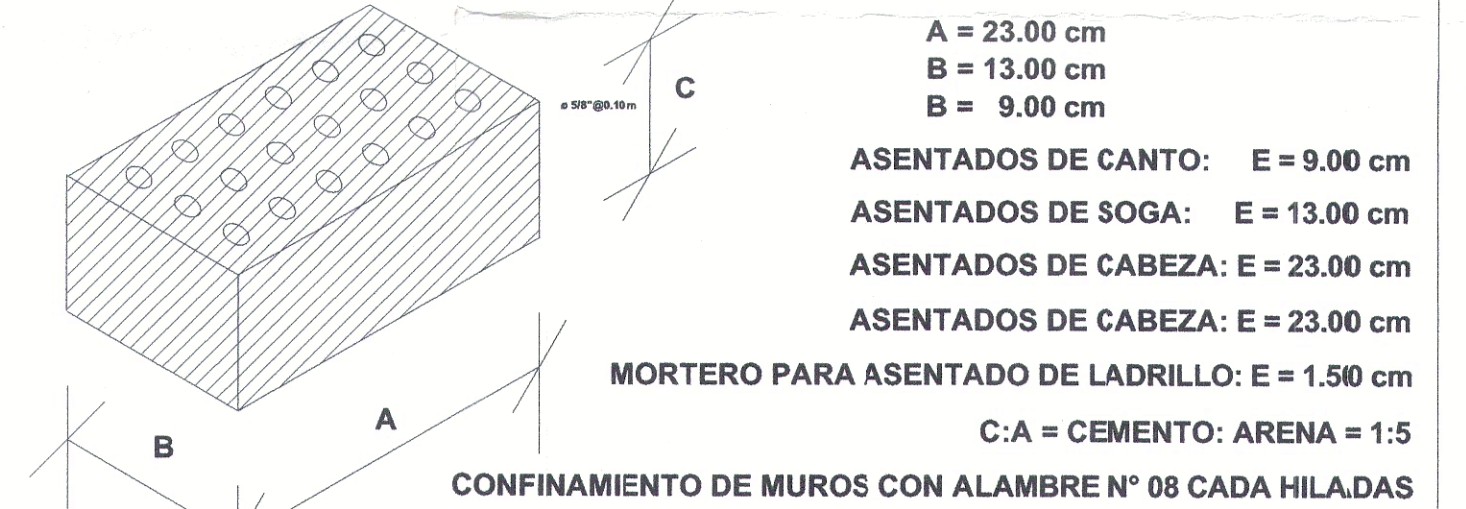 A = 23.00 cm
B = 13.00 cm
B = 9.00 cm
C
ø 5/8"@0.10m
ASENTADOS DE CANTO: E = 9.00 cm
ASENTADOS DE SOGA: E = 13.00 cm
ASENTADOS DE CABEZA: E = 23.00 cm
ASENTADOS DE CABEZA: E = 23.00 cm
MORTERO PARA ASENTADO DE LADRILLO: E = 1.50 cm
A
B
C:A = CEMENTO: ARENA = 1:5
CONFINAMIENTO DE MUROS CON ALAMBRE N° 08 CADA HILADAS